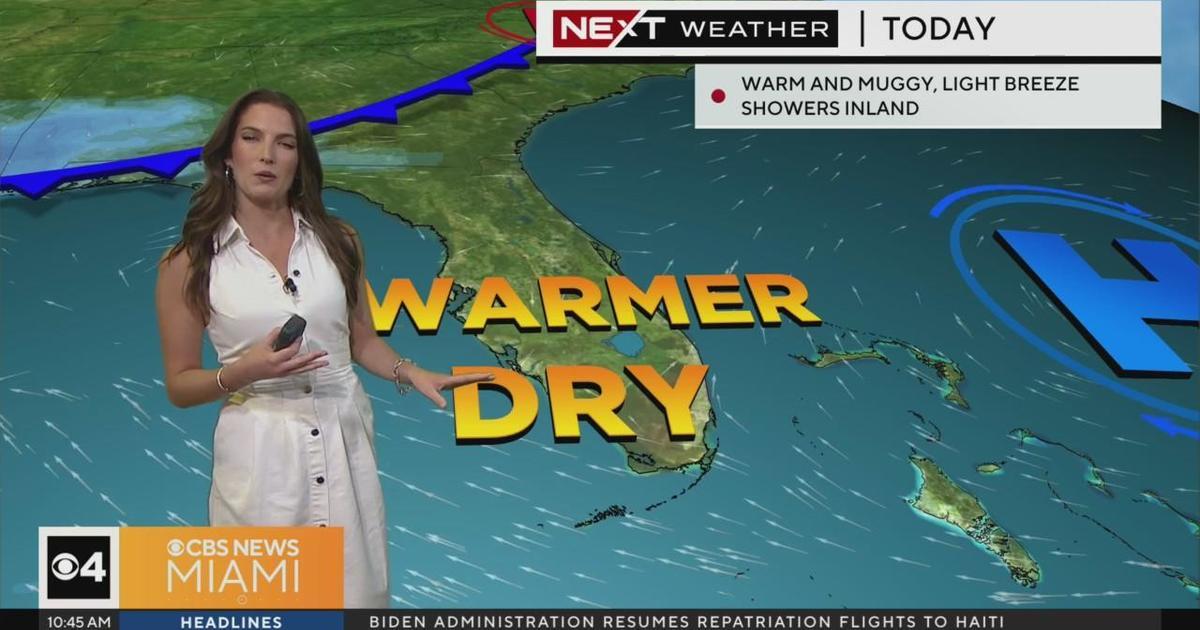 NEXT WEATHER | TODAY
WARM AND MUGGY, LIGHT BREEZE
SHOWERS INLAND
H
WARMER
DRY
4
CBS NEWS
MIAMI
10:45 AM HEADLINES BIDEN ADMINISTRATION RESUMES REPATRIATION FLIGHTS TO HAITI